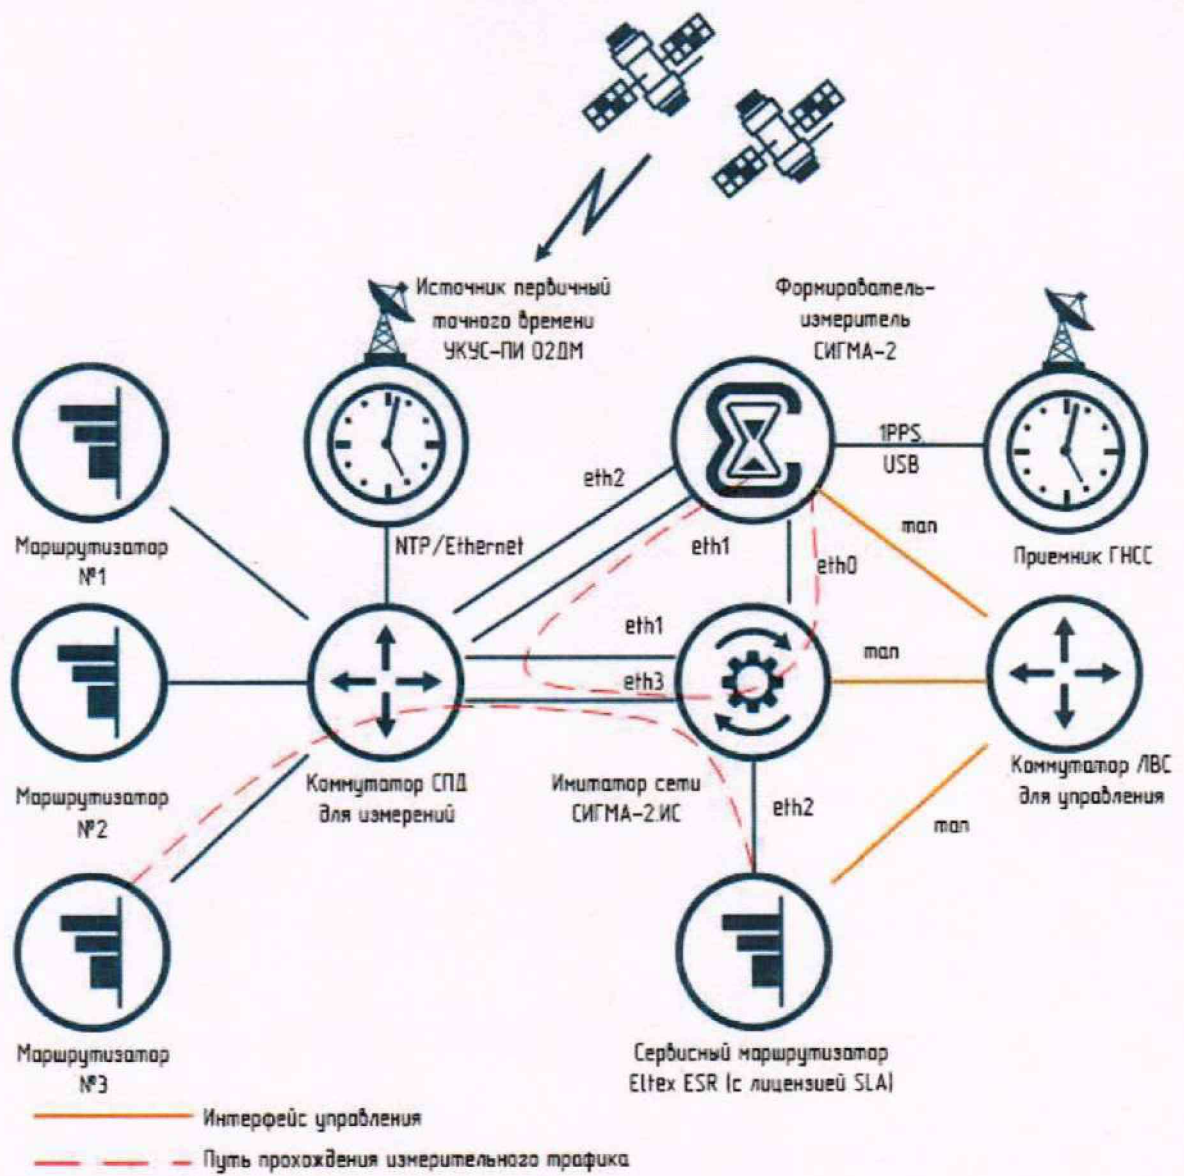 Источник первичный
точного времени
УКУС-ПИ 02ДМ
Формирователь-
измеритель
СИГМА-2
1PPS
USB
eth2
NTP/Ethernet
eth1
eth0
man
Маршрутизатор
№1
Приемник ГНСС
eth1
man
eth3
Маршрутизатор
№2
Коммутатор СПД
для измерений
Имитатор сети
СИГМА-2.ИС
eth2
Коммутатор ЛВС
для управления
man
Маршрутизатор
№3
Сервисный маршрутизатор
Eltex ESR (с лицензией SLA)
Интерфейс управления
Путь прохождения измерительного трафика